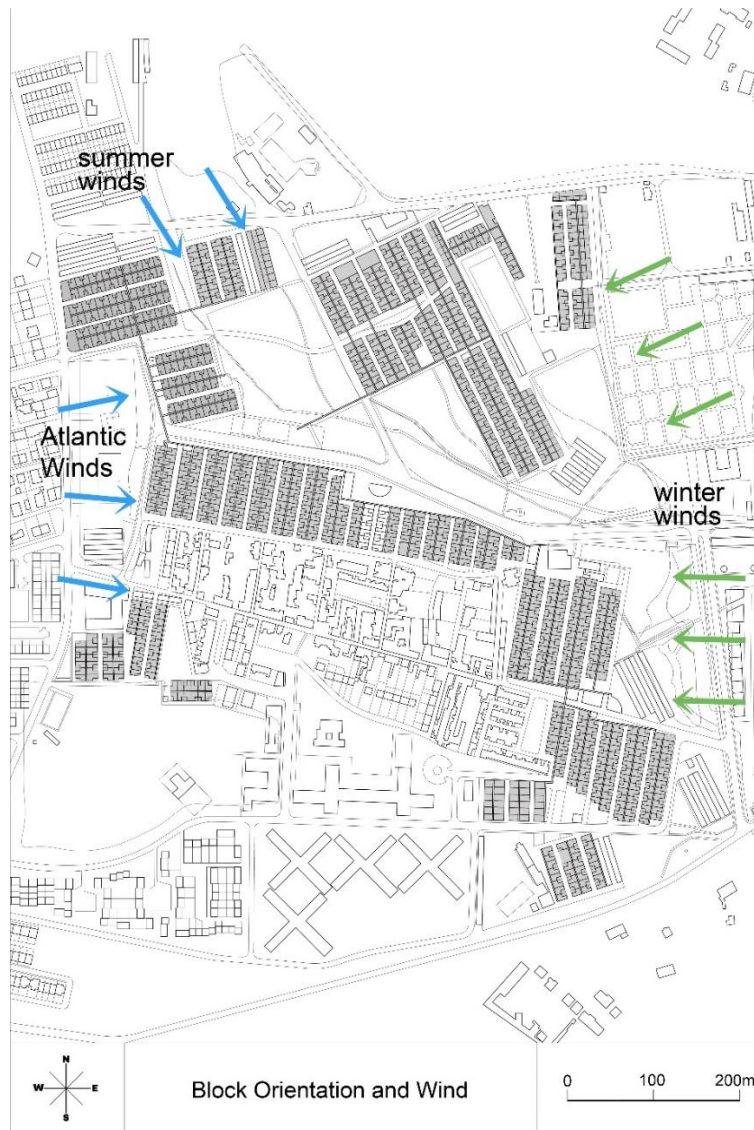 summer
winds
Atlantic
Winds
winter
winds
N
W E
S
Block Orientation and Wind
0 100 200m